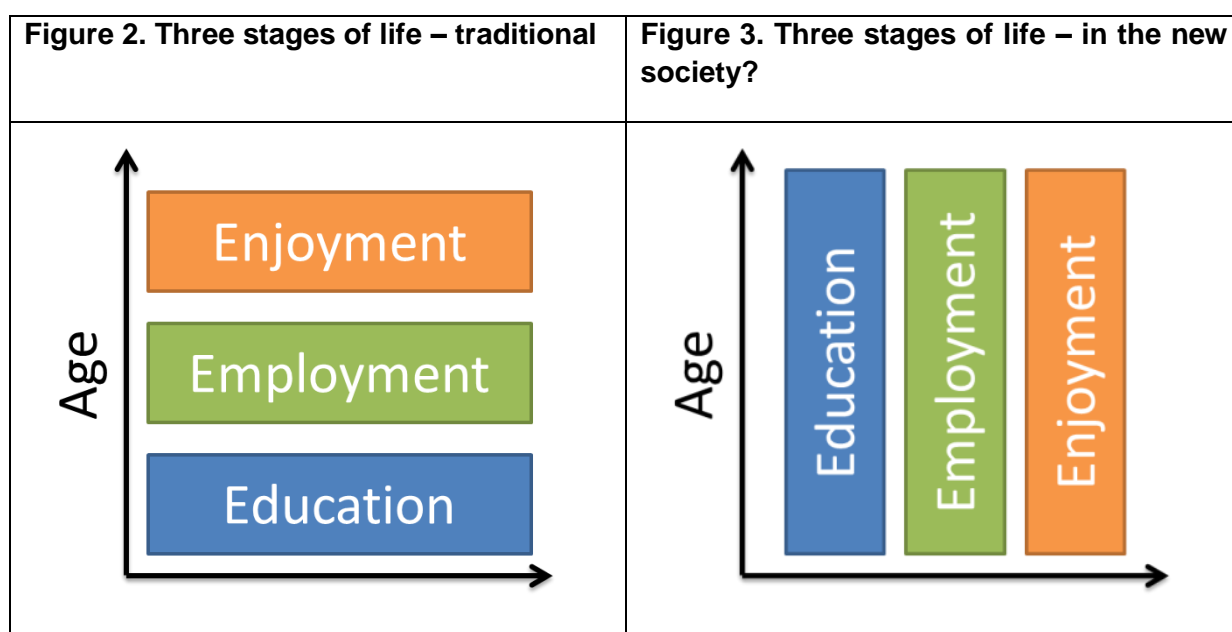 Figure 2. Three stages of life – traditional
Figure 3. Three stages of life – in the new
society?
Age
Enjoyment
Employment
Education
Age
Education
Employment
Enjoyment